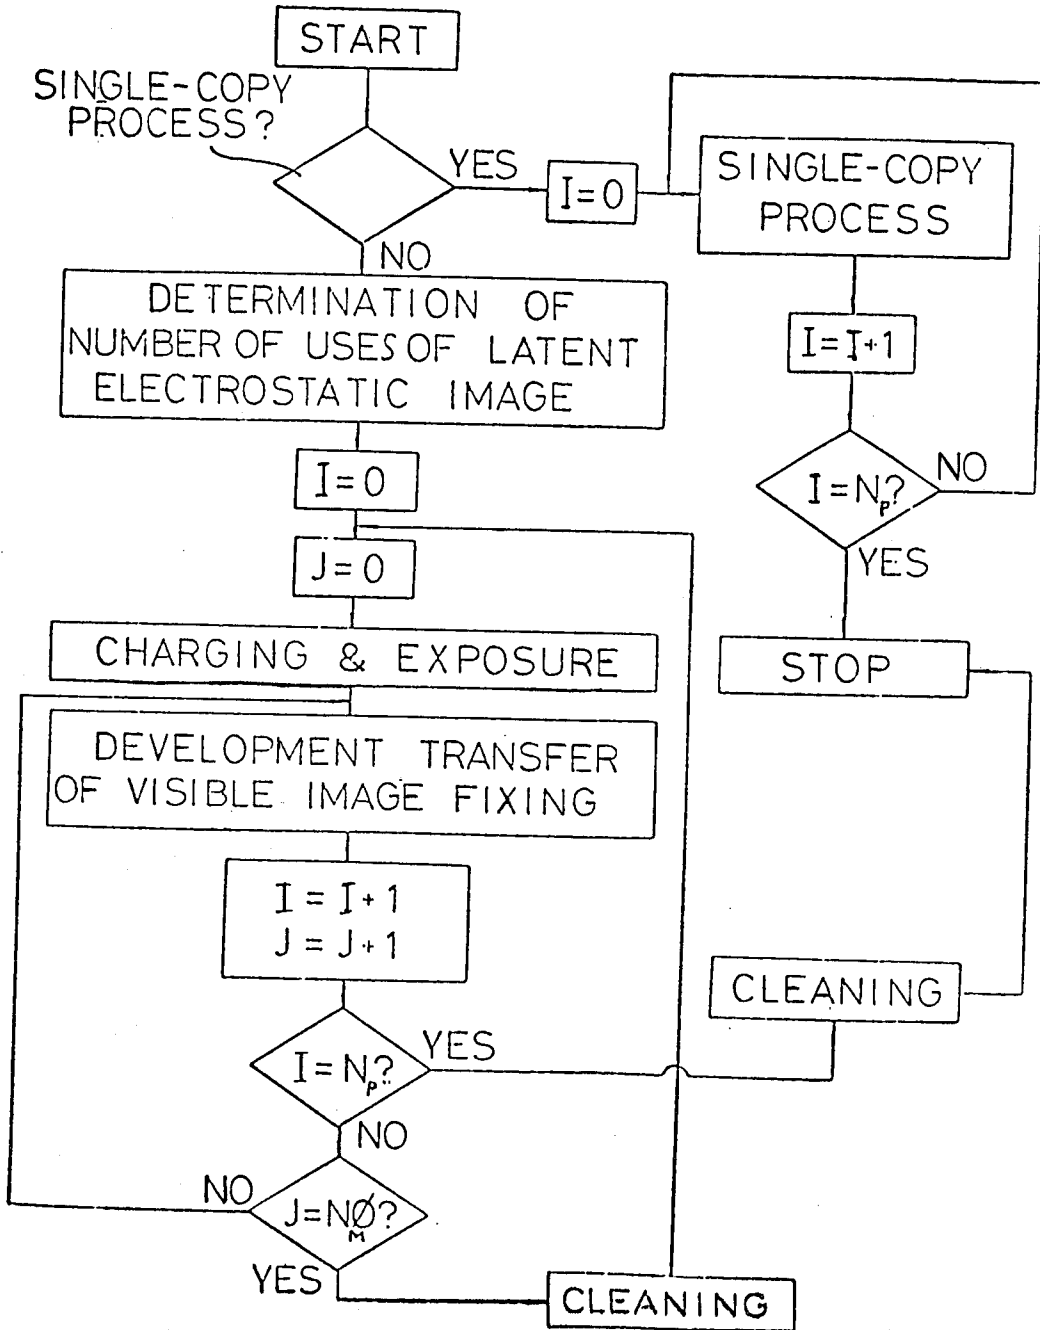 START
SINGLE-COPY
PROCESS?
YES
I=0
SINGLE-COPY
PROCESS
NO
DETERMINATION OF
NUMBER OF USES OF LATENT
ELECTROSTATIC IMAGE
I=I+1
I=0
I=Np?
NO
J=0
YES
CHARGING & EXPOSURE
STOP
DEVELOPMENT TRANSFER
OF VISIBLE IMAGE FIXING
I=I+1
J=J+1
CLEANING
I=Np?
YES
NO
NO
J=NMØ?
YES
CLEANING